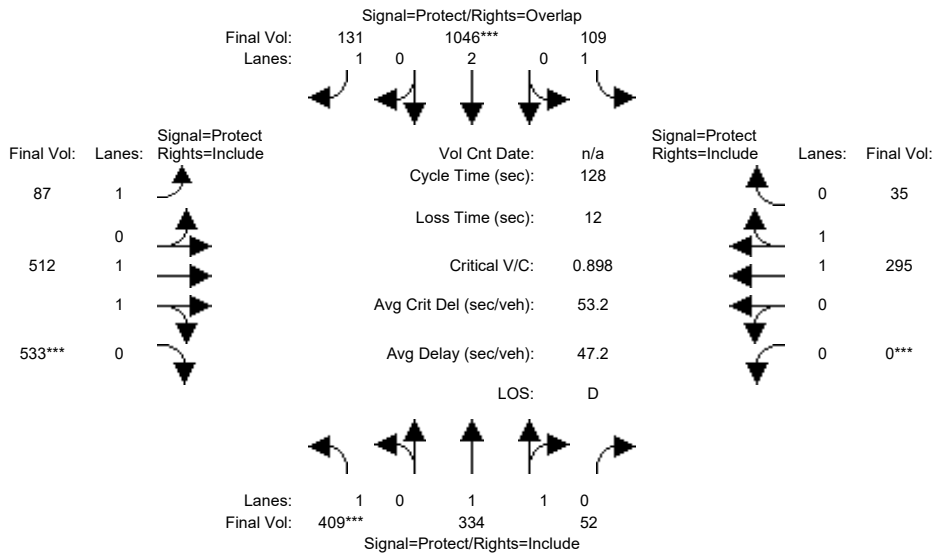 Signal=Protect/Rights=Overlap
Final Vol: 131 1046*** 109
Lanes: 1 0 2 0 1
Signal=Protect Signal=Protect
Final Vol: Lanes: Rights=Include Vol Cnt Date: n/a Rights=Include Lanes: Final Vol:
Cycle Time (sec): 128
87 1 0 35
Loss Time (sec): 12
0 1
512 1 Critical V/C: 0.898 1 295
1 Avg Crit Del (sec/veh): 53.2 0
533*** 0 Avg Delay (sec/veh): 47.2 0 0***
LOS: D
Lanes: 1 0 1 1 0
Final Vol: 409*** 334 52
Signal=Protect/Rights=Include